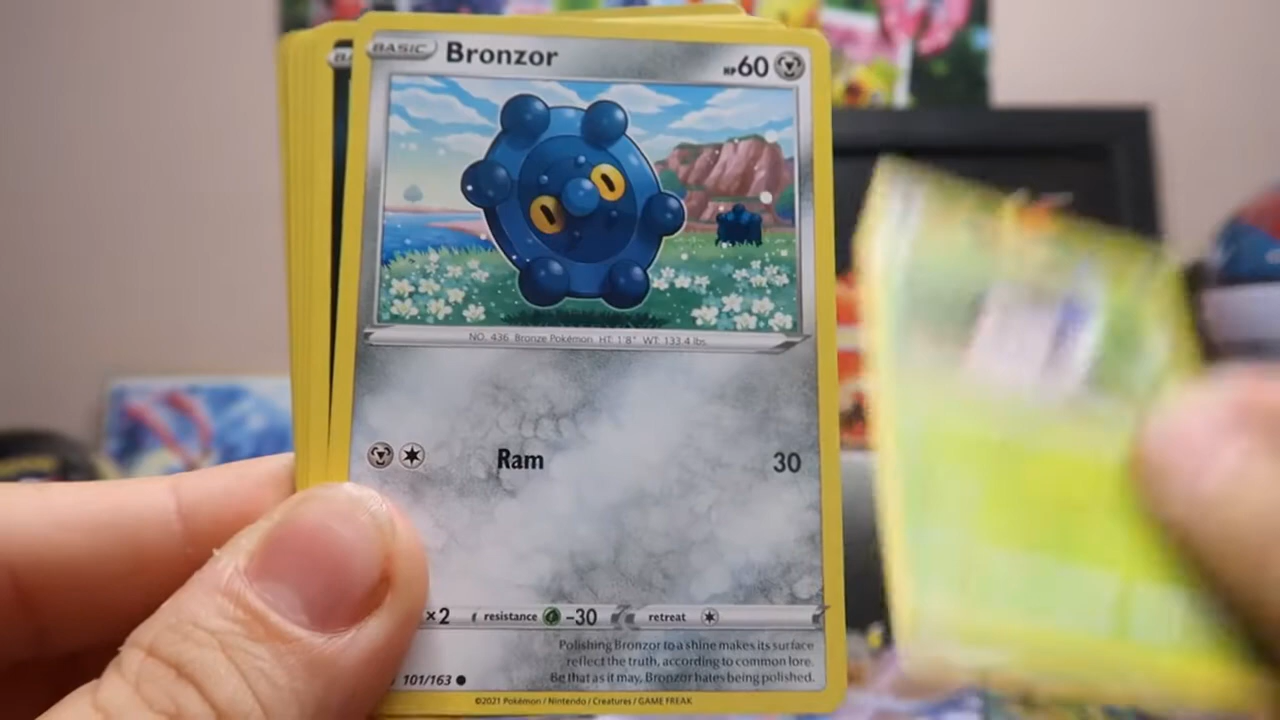 BASIC Bronzor HP60
NO. 436 Bronze Pokémon HT: 1'8" WT: 133.4 lbs.
Ram 30
×2 resistance -30 retreat
Polishing Bronzor to a shine makes its surface
reflect the truth, according to common lore.
Be that as it may, Bronzor hates being polished.
101/163
©2021 Pokémon / Nintendo / Creatures / GAME FREAK